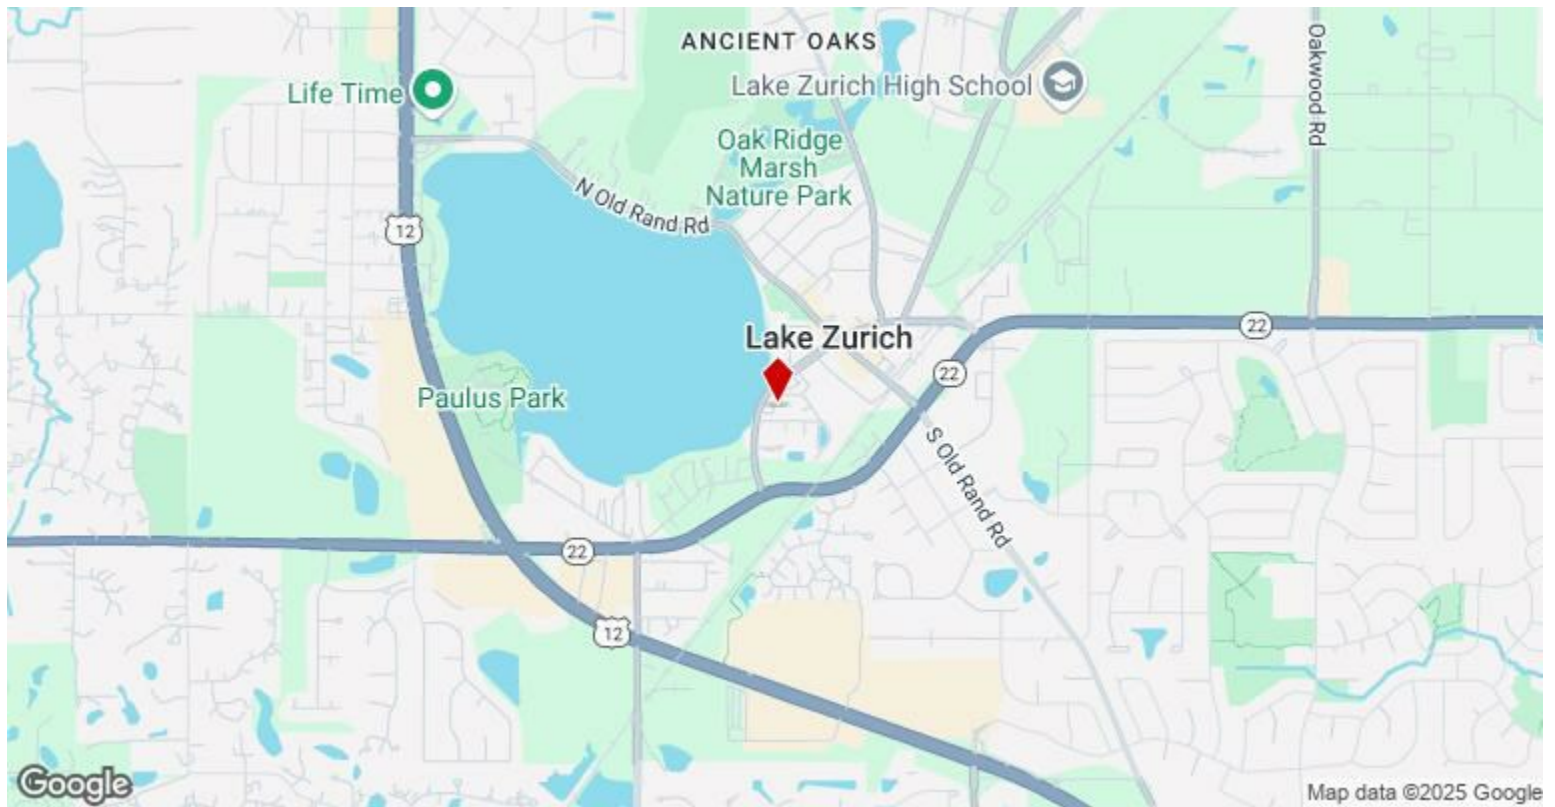 ANCIENT OAKS
Life Time
Lake Zurich High School
Oakwood Rd
Oak Ridge
Marsh
Nature Park
N Old Rand Rd
12
22
Lake Zurich
22
Paulus Park
S Old Rand Rd
22
12
Google
Map data ©2025 Google